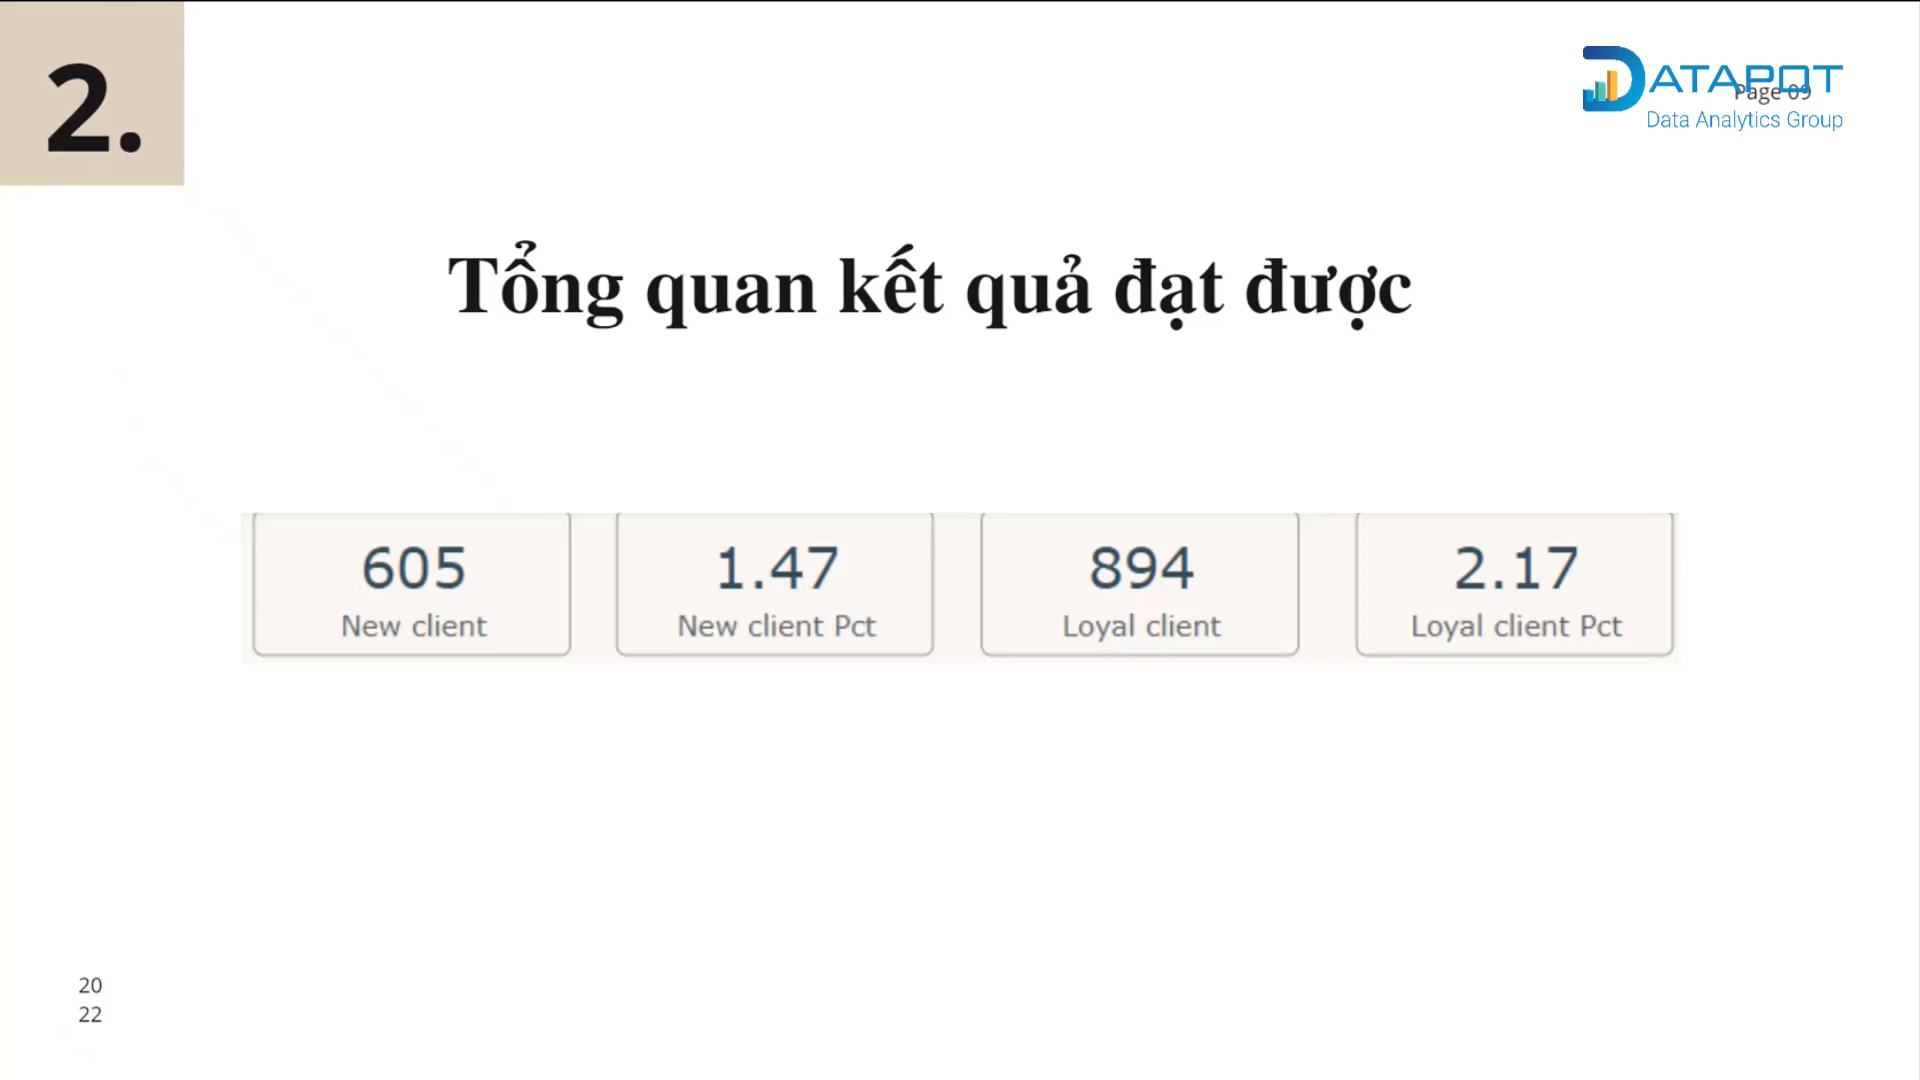 2.
DATAPOT
Page 09
Data Analytics Group
Tổng quan kết quả đạt được
605
New client
1.47
New client Pct
894
Loyal client
2.17
Loyal client Pct
20
22